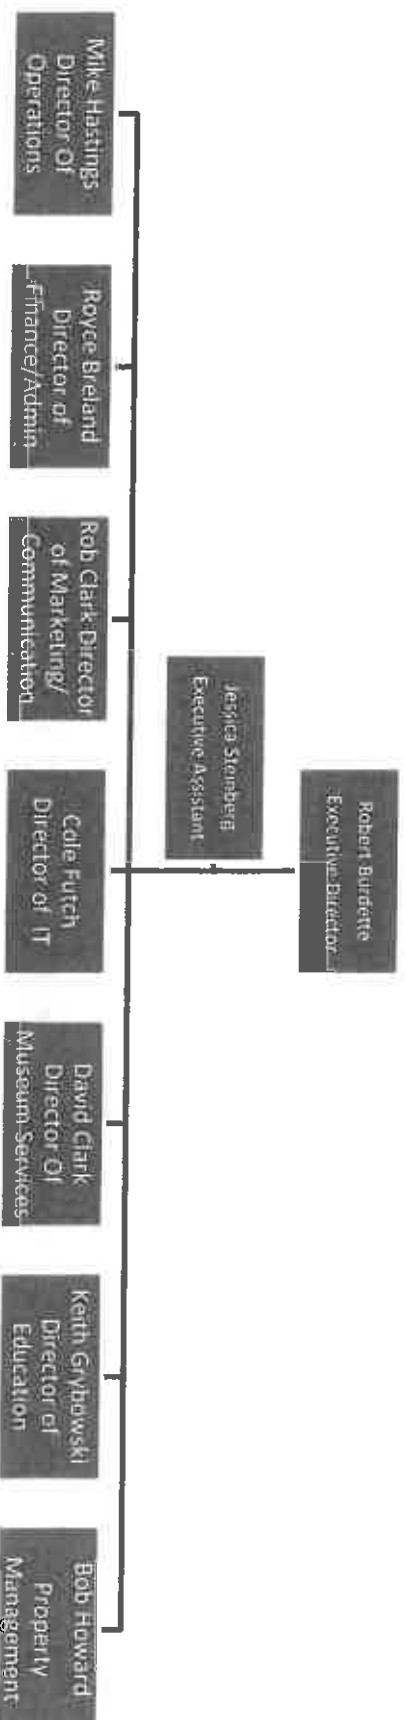 Robert Burdette
Executive Director
Jessica Stemberg
Executive Assistant
Mike Hastings
Director Of
Operations
Royce Breland
Director of
Finance/Admin
Rob Clark Director
of Marketing/
Communication
Cole Futch
Director of IT
David Clark
Director Of
Museum Services
Keith Grybowski
Director of
Education
Bob Howard
Property
Management